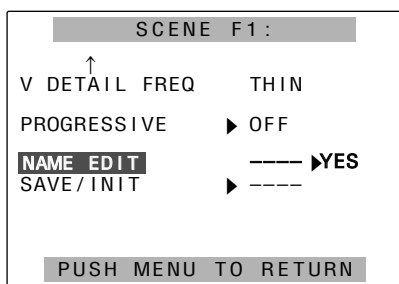 SCENE F1:
↑
V DETAIL FREQ THIN
PROGRESSIVE ▶ OFF
NAME EDIT ---- ▶YES
SAVE/INIT ▶ ----
PUSH MENU TO RETURN